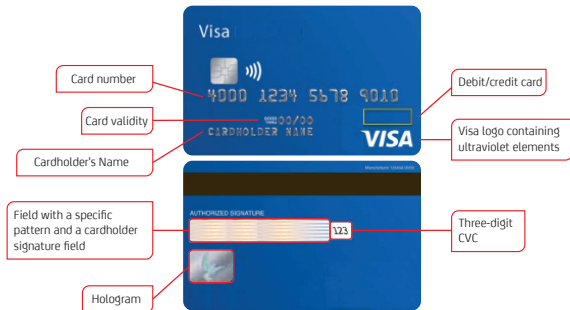 Visa
Card number
4000 1234 5678 9010
Debit/credit card
Card validity
00/00
CARDHOLDER NAME
VISA
Visa logo containing
ultraviolet elements
Cardholder's Name
AUTHORIZED SIGNATURE
123
Field with a specific
pattern and a cardholder
signature field
Three-digit
CVC
Hologram